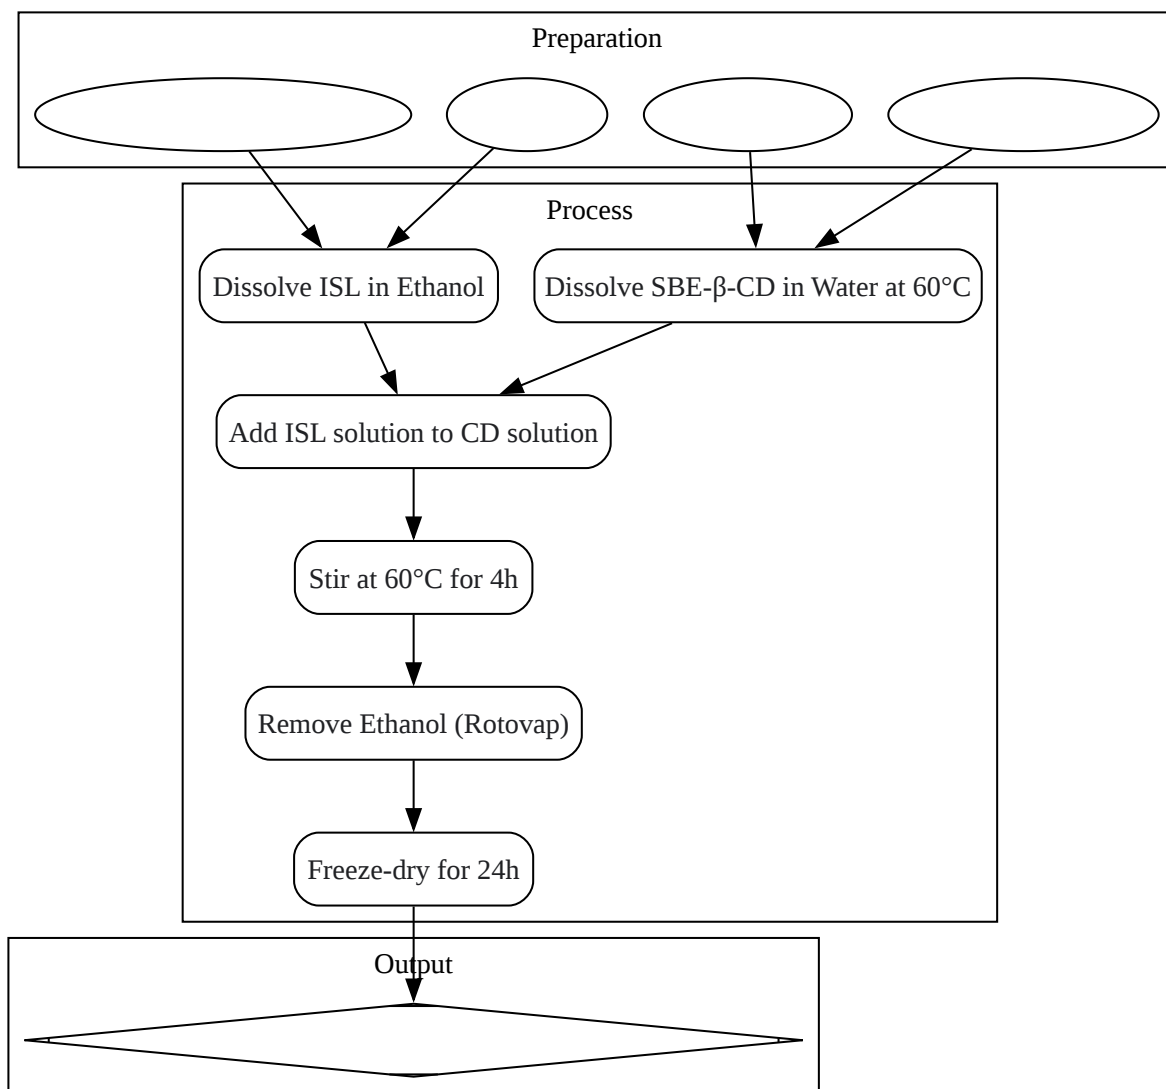 Preparation
Process
Dissolve ISL in Ethanol
Dissolve SBE-β-CD in Water at 60°C
Add ISL solution to CD solution
Stir at 60°C for 4h
Remove Ethanol (Rotovap)
Freeze-dry for 24h
Output